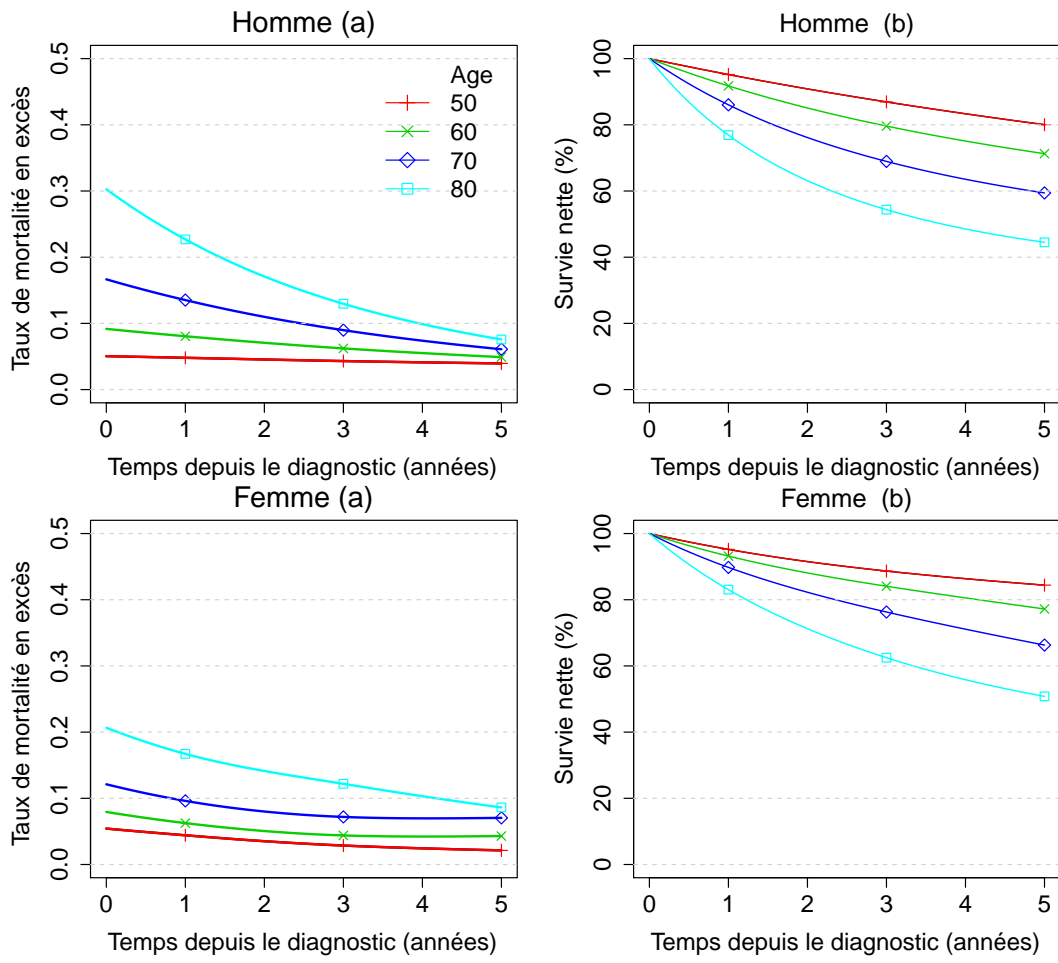 Homme (a)
Taux de mortalité en excès
0.5
0.4
0.3
0.2
0.1
0.0
Age
50
60
70
80
0 1 2 3 4 5
Temps depuis le diagnostic (années)
Homme (b)
Survie nette (%)
100
80
60
40
20
0
0 1 2 3 4 5
Temps depuis le diagnostic (années)
Femme (a)
Taux de mortalité en excès
0.5
0.4
0.3
0.2
0.1
0.0
0 1 2 3 4 5
Temps depuis le diagnostic (années)
Femme (b)
Survie nette (%)
100
80
60
40
20
0
0 1 2 3 4 5
Temps depuis le diagnostic (années)